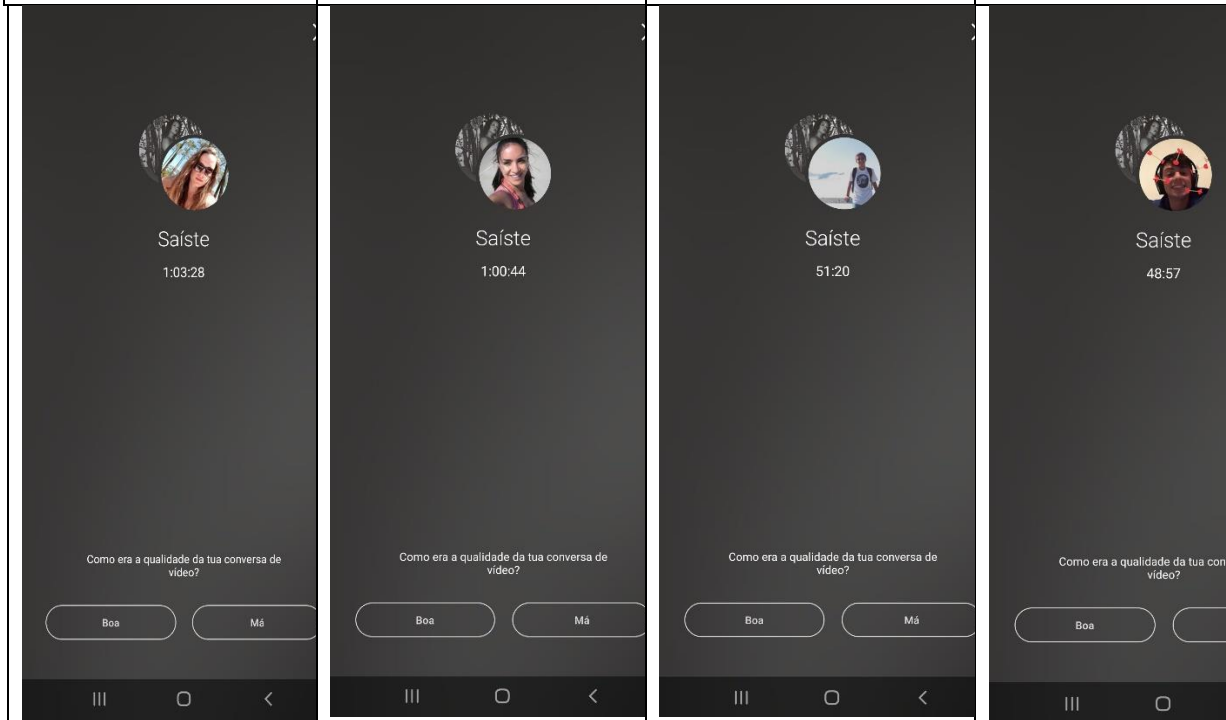 Saíste
1:03:28
Como era a qualidade da tua conversa de
vídeo?
Boa
Má
Saíste
1:00:44
Como era a qualidade da tua conversa de
vídeo?
Boa
Má
Saíste
51:20
Como era a qualidade da tua conversa de
vídeo?
Boa
Má
Saíste
48:57
Como era a qualidade da tua con
vídeo?
Boa